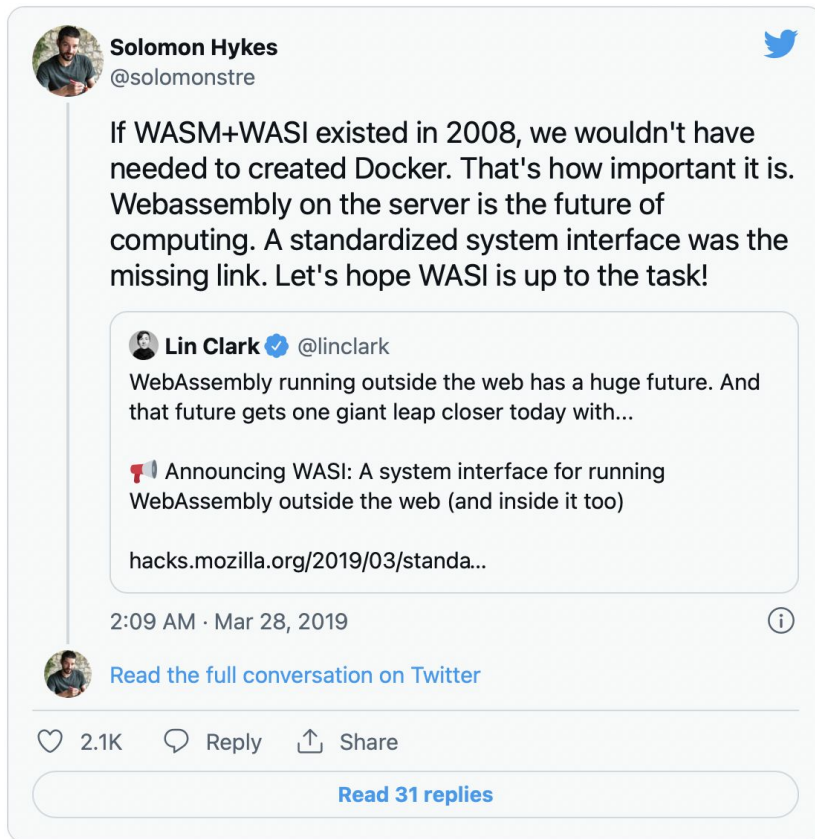 Solomon Hykes
@solomonstre
If WASM+WASI existed in 2008, we wouldn't have
needed to created Docker. That's how important it is.
Webassembly on the server is the future of
computing. A standardized system interface was the
missing link. Let's hope WASI is up to the task!
Lin Clark @linclark
WebAssembly running outside the web has a huge future. And
that future gets one giant leap closer today with...
📢 Announcing WASI: A system interface for running
WebAssembly outside the web (and inside it too)
hacks.mozilla.org/2019/03/standa...
2:09 AM · Mar 28, 2019
Read the full conversation on Twitter
2.1K Reply Share
Read 31 replies